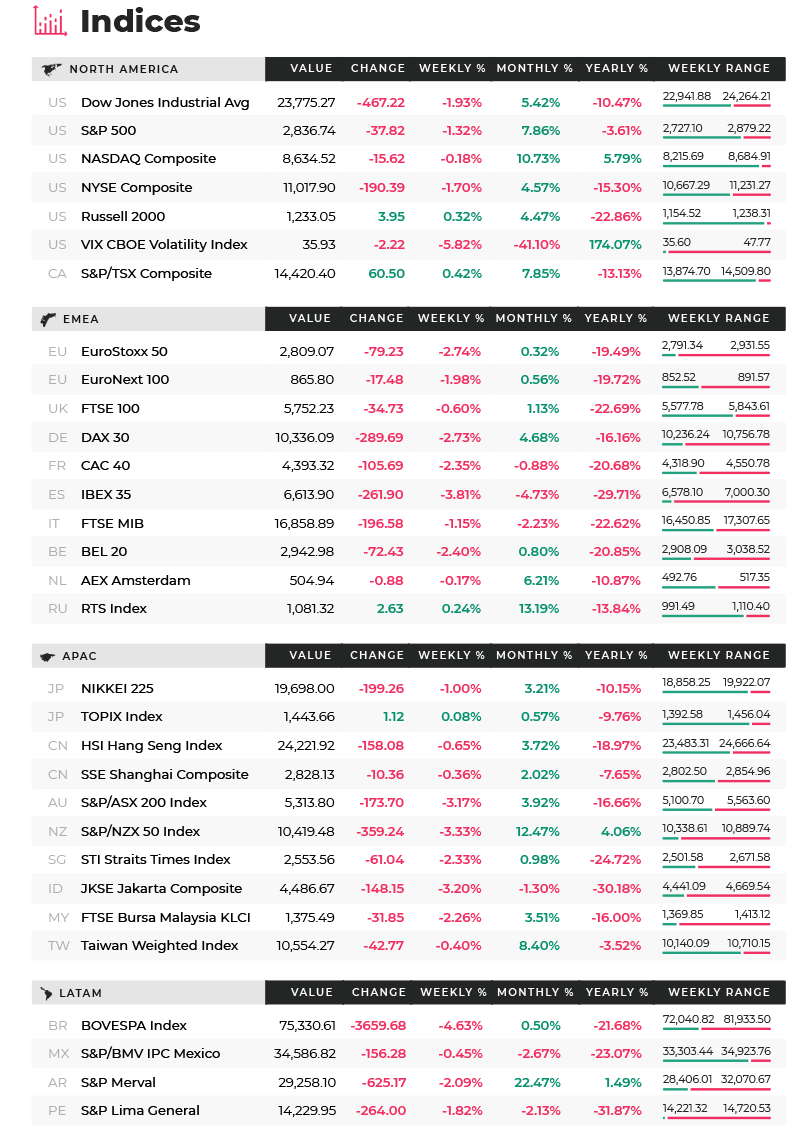 Indices
NORTH AMERICA VALUE CHANGE WEEKLY % MONTHLY % YEARLY % WEEKLY RANGE
US Dow Jones Industrial Avg 23,775.27 -467.22 -1.93% 5.42% -10.47% 22,941.88 24,264.21
US S&P 500 2,836.74 -37.82 -1.32% 7.86% -3.61% 2,727.10 2,879.22
US NASDAQ Composite 8,634.52 -15.62 -0.18% 10.73% 5.79% 8,215.69 8,684.91
US NYSE Composite 11,017.90 -190.39 -1.70% 4.57% -15.30% 10,667.29 11,231.27
US Russell 2000 1,233.05 3.95 0.32% 4.47% -22.86% 1,154.52 1,238.31
US VIX CBOE Volatility Index 35.93 -2.22 -5.82% -41.10% 174.07% 35.60 47.77
CA S&P/TSX Composite 14,420.40 60.50 0.42% 7.85% -13.13% 13,874.70 14,509.80
EMEA VALUE CHANGE WEEKLY % MONTHLY % YEARLY % WEEKLY RANGE
EU EuroStoxx 50 2,809.07 -79.23 -2.74% 0.32% -19.49% 2,791.34 2,931.55
EU EuroNext 100 865.80 -17.48 -1.98% 0.56% -19.72% 852.52 891.57
UK FTSE 100 5,752.23 -34.73 -0.60% 1.13% -22.69% 5,577.78 5,843.61
DE DAX 30 10,336.09 -289.69 -2.73% 4.68% -16.16% 10,236.24 10,756.78
FR CAC 40 4,393.32 -105.69 -2.35% -0.88% -20.68% 4,318.90 4,550.78
ES IBEX 35 6,613.90 -261.90 -3.81% -4.73% -29.71% 6,578.10 7,000.30
IT FTSE MIB 16,858.89 -196.58 -1.15% -2.23% -22.62% 16,450.85 17,307.65
BE BEL 20 2,942.98 -72.43 -2.40% 0.80% -20.85% 2,908.09 3,038.52
NL AEX Amsterdam 504.94 -0.88 -0.17% 6.21% -10.87% 492.76 517.35
RU RTS Index 1,081.32 2.63 0.24% 13.19% -13.84% 991.49 1,110.40
APAC VALUE CHANGE WEEKLY % MONTHLY % YEARLY % WEEKLY RANGE
JP NIKKEI 225 19,698.00 -199.26 -1.00% 3.21% -10.15% 18,858.25 19,922.07
JP TOPIX Index 1,443.66 1.12 0.08% 0.57% -9.76% 1,392.58 1,456.04
CN HSI Hang Seng Index 24,221.92 -158.08 -0.65% 3.72% -18.97% 23,483.31 24,666.64
CN SSE Shanghai Composite 2,828.13 -10.36 -0.36% 2.02% -7.65% 2,802.50 2,854.96
AU S&P/ASX 200 Index 5,313.80 -173.70 -3.17% 3.92% -16.66% 5,100.70 5,563.60
NZ S&P/NZX 50 Index 10,419.48 -359.24 -3.33% 12.47% 4.06% 10,338.61 10,889.74
SG STI Straits Times Index 2,553.56 -61.04 -2.33% 0.98% -24.72% 2,501.58 2,671.58
ID JKSE Jakarta Composite 4,486.67 -148.15 -3.20% -1.30% -30.18% 4,441.09 4,669.54
MY FTSE Bursa Malaysia KLCI 1,375.49 -31.85 -2.26% 3.51% -16.00% 1,369.85 1,413.12
TW Taiwan Weighted Index 10,554.27 -42.77 -0.40% 8.40% -3.52% 10,140.09 10,710.15
LATAM VALUE CHANGE WEEKLY % MONTHLY % YEARLY % WEEKLY RANGE
BR BOVESPA Index 75,330.61 -3659.68 -4.63% 0.50% -21.68% 72,040.82 81,933.50
MX S&P/BMV IPC Mexico 34,586.82 -156.28 -0.45% -2.67% -23.07% 33,303.44 34,923.76
AR S&P Merval 29,258.10 -625.17 -2.09% 22.47% 1.49% 28,406.01 32,070.67
PE S&P Lima General 14,229.95 -264.00 -1.82% -2.13% -31.87% 14,221.32 14,720.53